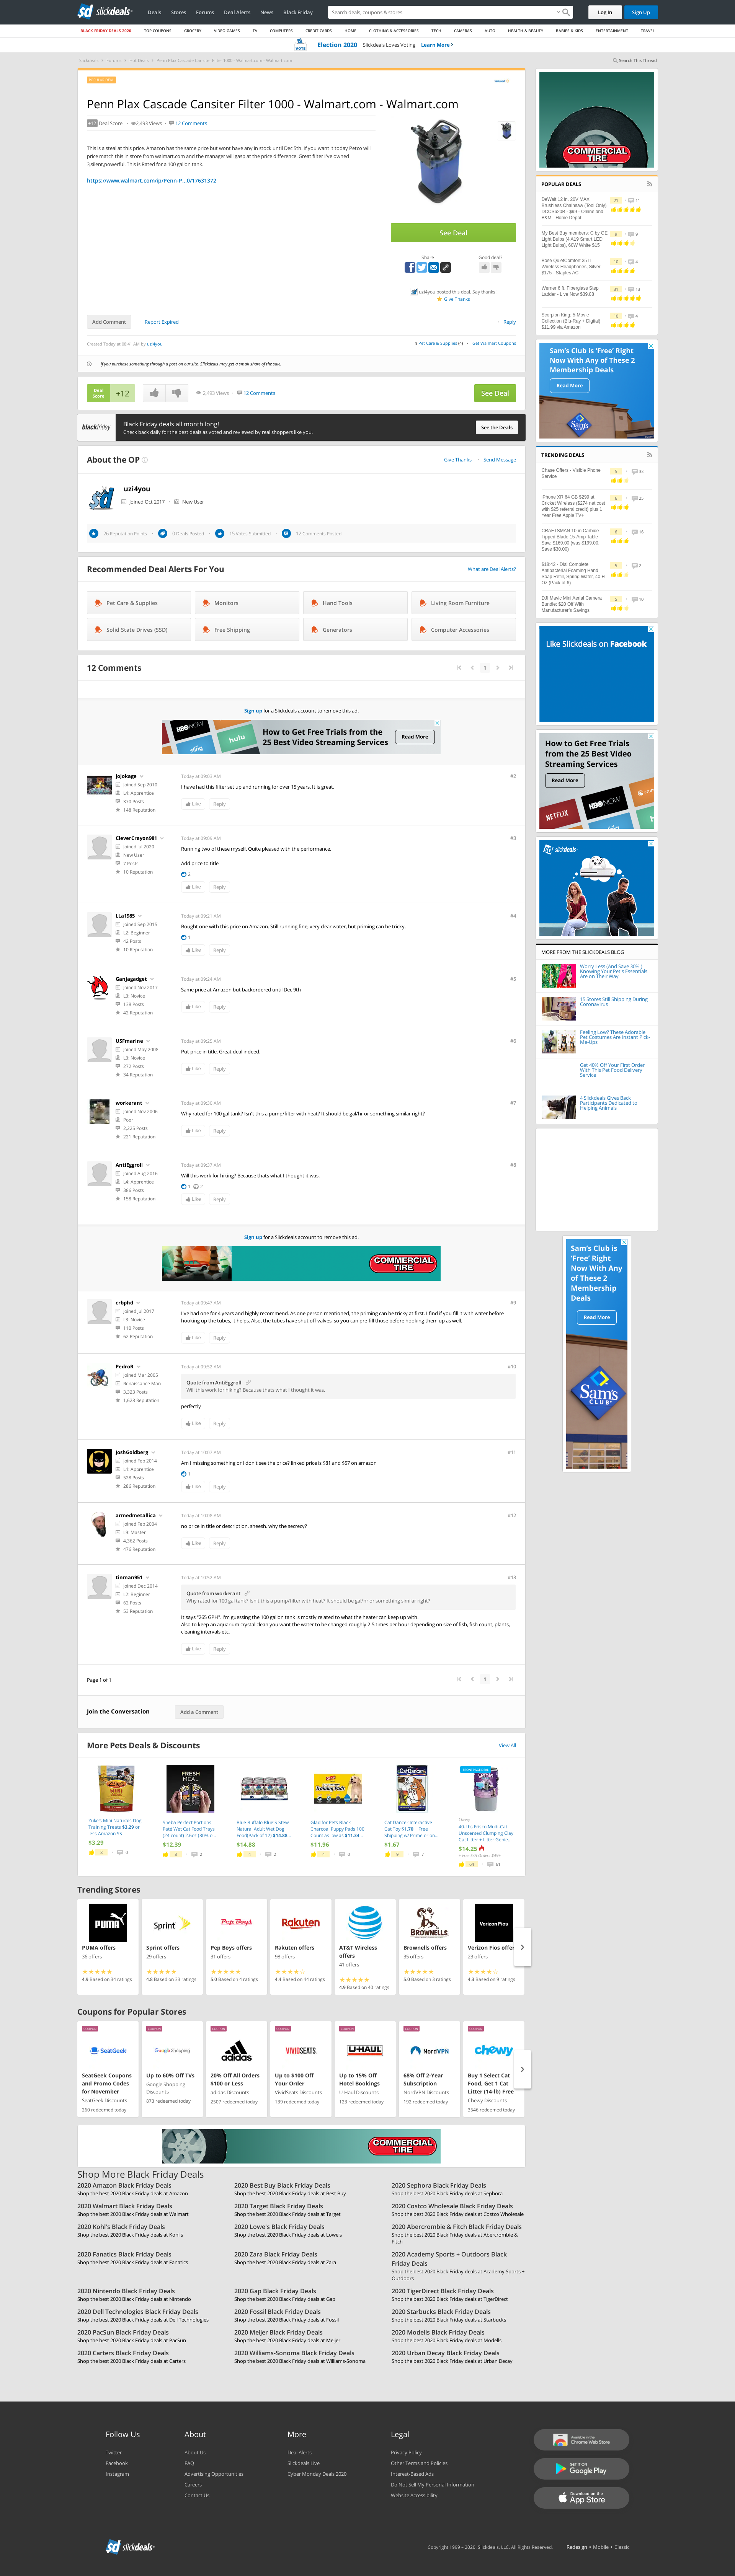 slickdeals
Deals Stores Forums Deal Alerts News Black Friday
Search deals, coupons & stores
Log In Sign Up
BLACK FRIDAY DEALS 2020 TOP COUPONS GROCERY VIDEO GAMES TV COMPUTERS CREDIT CARDS HOME CLOTHING & ACCESSORIES TECH CAMERAS AUTO HEALTH & BEAUTY BABIES & KIDS ENTERTAINMENT TRAVEL
VOTE Election 2020 Slickdeals Loves Voting Learn More
Slickdeals > Forums > Hot Deals > Penn Plax Cascade Cansiter Filter 1000 - Walmart.com - Walmart.com
Search This Thread
Penn Plax Cascade Cansiter Filter 1000 - Walmart.com - Walmart.com
+12 Deal Score 2,493 Views 12 Comments
This is a steal at this price. Amazon has the same price but wont have any in stock until Dec 5th. If you want it today Petco will
price match this in store from walmart.com and the manager will gaap at the price difference. Great filter I've owned
3,silent,powerful. This is Rated for a 100 gallon tank.
https://www.walmart.com/ip/Penn-P...0/17631372
See Deal
Share Good deal?
uzi4you posted this deal. Say thanks!
Give Thanks
Add Comment Report Expired Reply
Created Today at 08:41 AM by uzi4you
in Pet Care & Supplies (4) Get Walmart Coupons
If you purchase something through a post on our site, Slickdeals may get a small share of the sale.
Deal Score +12 2,493 Views 12 Comments See Deal
blackfriday
Black Friday deals all month long!
Check back daily for the best deals as voted and reviewed by real shoppers like you.
See the Deals
About the OP
Give Thanks Send Message
uzi4you
Joined Oct 2017 New User
26 Reputation Points 0 Deals Posted 15 Votes Submitted 12 Comments Posted
Recommended Deal Alerts For You
What are Deal Alerts?
Pet Care & Supplies Monitors Hand Tools Living Room Furniture
Solid State Drives (SSD) Free Shipping Generators Computer Accessories
12 Comments
1
Sign up for a Slickdeals account to remove this ad.
sling hulu HBO NOW
How to Get Free Trials from the
25 Best Video Streaming Services
Read More
jojokage
Joined Sep 2015
L4: Apprentice
370 Posts
148 Reputation
Today at 09:03 AM #2
I have had this filter set up and running for over 15 years. It is great.
Like Reply
CleverCrayon981
Joined Jul 2020
New User
7 Posts
10 Reputation
Today at 09:09 AM #3
Running two of these myself. Quite pleased with the performance.
Add price to title
2
Like Reply
LLa1985
Joined Sep 2015
L2: Beginner
42 Posts
10 Reputation
Today at 09:21 AM #4
Bought one with this price on Amazon. Still running fine, very clear water, but priming can be tricky.
1
Like Reply
Ganjagadget
Joined Nov 2017
L3: Novice
138 Posts
42 Reputation
Today at 09:24 AM #5
Same price at Amazon but backordered until Dec 9th
Like Reply
USFmarine
Joined May 2008
L3: Novice
272 Posts
34 Reputation
Today at 09:25 AM #6
Put price in title. Great deal indeed.
Like Reply
workerant
Joined Nov 2006
Poor
2,225 Posts
221 Reputation
Today at 09:30 AM #7
Why rated for 100 gal tank? Isn't this a pump/filter with heat? It should be gal/hr or something similar right?
Like Reply
AntiEggroll
Joined Aug 2016
L4: Apprentice
386 Posts
158 Reputation
Today at 09:37 AM #8
Will this work for hiking? Because thats what I thought it was.
1 2
Like Reply
Sign up for a Slickdeals account to remove this ad.
COMMERCIAL TIRE
crbphd
Joined Jul 2017
L3: Novice
110 Posts
62 Reputation
Today at 09:47 AM #9
I've had one for 4 years and highly recommend. As one person mentioned, the priming can be tricky at first. I find if you fill it with water before
hooking up the tubes, it helps. Also, the tubes have shut off valves, so you can pre-fill those before hooking them up as well.
Like Reply
PedroR
Joined Mar 2005
Renaissance Man
3,323 Posts
1,628 Reputation
Today at 09:52 AM #10
Quote from AntiEggroll
Will this work for hiking? Because thats what I thought it was.
perfectly
Like Reply
JoshGoldberg
Joined Feb 2014
L4: Apprentice
528 Posts
286 Reputation
Today at 10:07 AM #11
Am I missing something or I don't see the price? linked price is $81 and $57 on amazon
1
Like Reply
armedmetallica
Joined Feb 2004
L9: Master
4,362 Posts
476 Reputation
Today at 10:08 AM #12
no price in title or description. sheesh. why the secrecy?
Like Reply
tinman951
Joined Dec 2014
L2: Beginner
62 Posts
53 Reputation
Today at 10:52 AM #13
Quote from workerant
Why rated for 100 gal tank? Isn't this a pump/filter with heat? It should be gal/hr or something similar right?
It says "265 GPH". I'm guessing the 100 gallon tank is mostly related to what the heater can keep up with.
Also to keep an aquarium crystal clean you want the water to be changed roughly 2-5 times per hour depending on size of fish, fish count, plants,
cleaning intervals etc.
Like Reply
Page 1 of 1
1
Join the Conversation Add a Comment
More Pets Deals & Discounts View All
Zuke's Mini Naturals Dog
Training Treats $3.29 or
less Amazon SS
$3.29
Sheba Perfect Portions
Paté Wet Cat Food Trays
(24 count) 2.6oz (30% o...
$12.39
Blue Buffalo Blue'S Stew
Natural Adult Wet Dog
Food(Pack of 12) $14.88...
$14.88
Glad for Pets Black
Charcoal Puppy Pads 100
Count as low as $11.34...
$11.96
Cat Dancer Interactive
Cat Toy $1.70 + Free
Shipping w/ Prime or on...
$1.67
Chewy
40-Lbs Frisco Multi-Cat
Unscented Clumping Clay
Cat Litter + Litter Genie...
$14.25
Trending Stores
PUMA offers
36 offers
4.9 Based on 34 ratings
Sprint offers
29 offers
4.8 Based on 33 ratings
Pep Boys offers
31 offers
5.0 Based on 4 ratings
Rakuten offers
98 offers
4.4 Based on 44 ratings
AT&T Wireless
offers
41 offers
4.9 Based on 40 ratings
Brownells offers
35 offers
5.0 Based on 3 ratings
Verizon Fios offers
23 offers
4.3 Based on 9 ratings
Coupons for Popular Stores
SeatGeek Coupons
and Promo Codes
for November
SeatGeek Discounts
260 redeemed today
Up to 60% Off TVs
Google Shopping
Discounts
873 redeemed today
20% Off All Orders
$100 or Less
adidas Discounts
2507 redeemed today
Up to $100 Off
Your Order
VividSeats Discounts
139 redeemed today
Up to 15% Off
Hotel Bookings
U-Haul Discounts
123 redeemed today
68% Off 2-Year
Subscription
NordVPN Discounts
192 redeemed today
Buy 1 Select Cat
Food, Get 1 Cat
Litter (14-lb) Free
Chewy Discounts
3546 redeemed today
COMMERCIAL TIRE
Shop More Black Friday Deals
2020 Amazon Black Friday Deals
Shop the best 2020 Black Friday deals at Amazon
2020 Best Buy Black Friday Deals
Shop the best 2020 Black Friday deals at Best Buy
2020 Sephora Black Friday Deals
Shop the best 2020 Black Friday deals at Sephora
2020 Walmart Black Friday Deals
Shop the best 2020 Black Friday deals at Walmart
2020 Target Black Friday Deals
Shop the best 2020 Black Friday deals at Target
2020 Costco Wholesale Black Friday Deals
Shop the best 2020 Black Friday deals at Costco Wholesale
2020 Kohl's Black Friday Deals
Shop the best 2020 Black Friday deals at Kohl's
2020 Lowe's Black Friday Deals
Shop the best 2020 Black Friday deals at Lowe's
2020 Abercrombie & Fitch Black Friday Deals
Shop the best 2020 Black Friday deals at Abercrombie &
Fitch
2020 Fanatics Black Friday Deals
Shop the best 2020 Black Friday deals at Fanatics
2020 Zara Black Friday Deals
Shop the best 2020 Black Friday deals at Zara
2020 Academy Sports + Outdoors Black
Friday Deals
Shop the best 2020 Black Friday deals at Academy Sports +
Outdoors
2020 Nintendo Black Friday Deals
Shop the best 2020 Black Friday deals at Nintendo
2020 Gap Black Friday Deals
Shop the best 2020 Black Friday deals at Gap
2020 TigerDirect Black Friday Deals
Shop the best 2020 Black Friday deals at TigerDirect
2020 Dell Technologies Black Friday Deals
Shop the best 2020 Black Friday deals at Dell Technologies
2020 Fossil Black Friday Deals
Shop the best 2020 Black Friday deals at Fossil
2020 Starbucks Black Friday Deals
Shop the best 2020 Black Friday deals at Starbucks
2020 PacSun Black Friday Deals
Shop the best 2020 Black Friday deals at PacSun
2020 Meijer Black Friday Deals
Shop the best 2020 Black Friday deals at Meijer
2020 Modells Black Friday Deals
Shop the best 2020 Black Friday deals at Modells
2020 Carters Black Friday Deals
Shop the best 2020 Black Friday deals at Carters
2020 Williams-Sonoma Black Friday Deals
Shop the best 2020 Black Friday deals at Williams-Sonoma
2020 Urban Decay Black Friday Deals
Shop the best 2020 Black Friday deals at Urban Decay
COMMERCIAL TIRE
POPULAR DEALS
DeWalt 12 in. 20V MAX
Brushless Chainsaw (Tool Only)
DCCS620B - $89 - Online and
B&M - Home Depot
My Best Buy members: C by GE
Light Bulbs (4 A19 Smart LED
Light Bulbs), 60W White $15
Bose QuietComfort 35 II
Wireless Headphones, Silver
$175 - Staples AC
Werner 6 ft. Fiberglass Step
Ladder - Live Now $39.88
Scorpion King: 5-Movie
Collection (Blu-Ray + Digital)
$11.99 via Amazon
Sam's Club is 'Free' Right
Now With Any of These 2
Membership Deals
Read More
TRENDING DEALS
Chase Offers - Visible Phone
Service
iPhone XR 64 GB $299 at
Cricket Wireless ($274 net cost
with $25 referral credit) plus 1
Year Free Apple TV+
CRAFTSMAN 10-in Carbide-
Tipped Blade 15-Amp Table
Saw, $169.00 (was $199.00,
Save $30.00)
$18.42 - Dial Complete
Antibacterial Foaming Hand
Soap Refill, Spring Water, 40 Fl
Oz (Pack of 6)
DJI Mavic Mini Aerial Camera
Bundle: $20 Off With
Manufacturer's Savings
Like Slickdeals on Facebook
How to Get Free Trials
from the 25 Best Video
Streaming Services
Read More
NETFLIX HBO NOW
slickdeals
MORE FROM THE SLICKDEALS BLOG
Worry Less (And Save 30% )
Knowing Your Pet's Essentials
Are on Their Way
15 Stores Still Shipping During
Coronavirus
Feeling Low? These Adorable
Pet Costumes Are Instant Pick-
Me-Ups
Get 40% Off Your First Order
With This Pet Food Delivery
Service
4 Slickdeals Gives Back
Participants Dedicated to
Helping Animals
Sam's Club is
'Free' Right
Now With Any
of These 2
Membership
Deals
Read More
Sam's CLUB
Follow Us
Twitter
Facebook
Instagram
About
About Us
FAQ
Advertising Opportunities
Careers
Contact Us
More
Deal Alerts
Slickdeals Live
Cyber Monday Deals 2020
Legal
Privacy Policy
Other Terms and Policies
Interest-Based Ads
Do Not Sell My Personal Information
Website Accessibility
Available in the Chrome Web Store
GET IT ON Google Play
Download on the App Store
slickdeals
Copyright 1999 - 2020. Slickdeals, LLC. All Rights Reserved. Redesign • Mobile • Classic